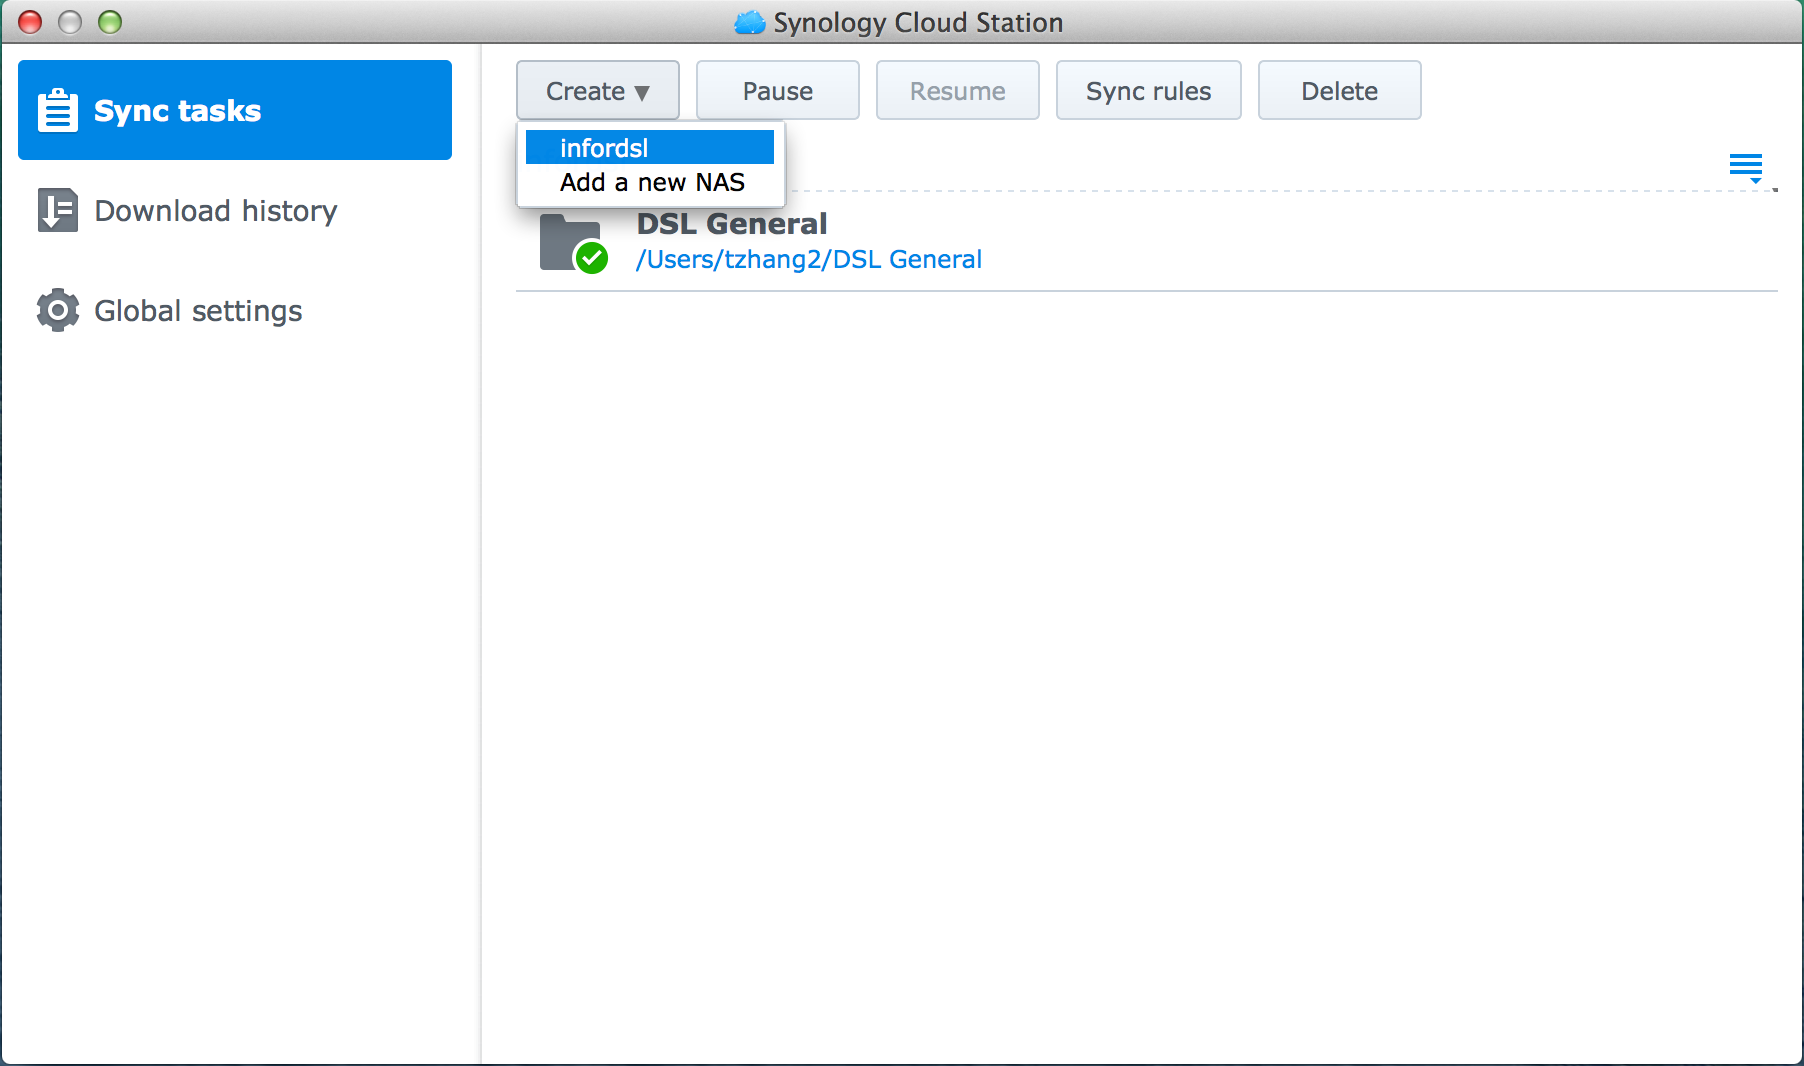 Synology Cloud Station
Sync tasks
Download history
Global settings
Create ▼ Pause Resume Sync rules Delete
infordsl
Add a new NAS
DSL General
/Users/tzhang2/DSL General